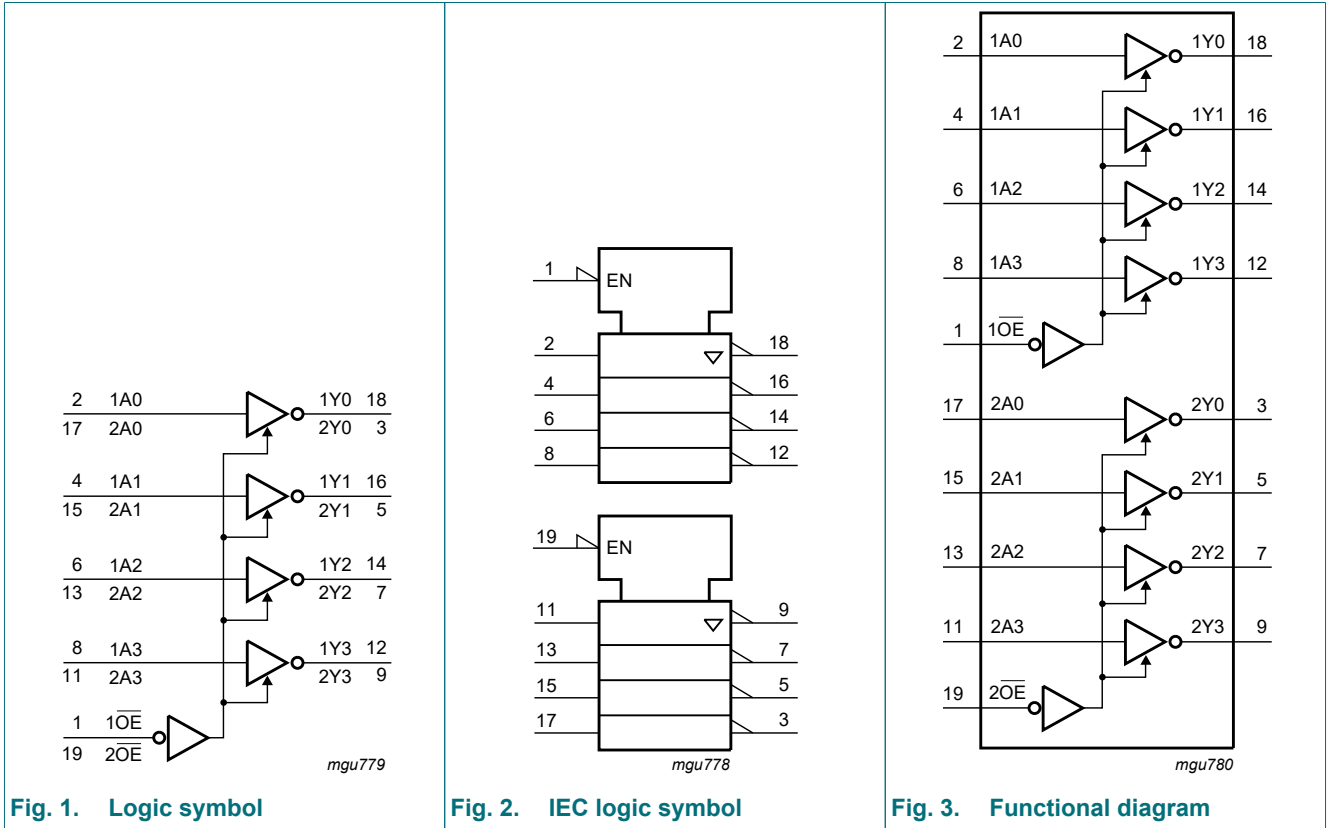 2 1A0 1Y0 18
17 2A0 2Y0 3
4 1A1 1Y1 16
15 2A1 2Y1 5
6 1A2 1Y2 14
13 2A2 2Y2 7
8 1A3 1Y3 12
11 2A3 2Y3 9
1 1O̅E̅
19 2O̅E̅
mgu779
Fig. 1. Logic symbol
1 EN
2 18
4 16
6 14
8 12
19 EN
11 9
13 7
15 5
17 3
mgu778
Fig. 2. IEC logic symbol
2 1A0 1Y0 18
4 1A1 1Y1 16
6 1A2 1Y2 14
8 1A3 1Y3 12
1 1O̅E̅
17 2A0 2Y0 3
15 2A1 2Y1 5
13 2A2 2Y2 7
11 2A3 2Y3 9
19 2O̅E̅
mgu780
Fig. 3. Functional diagram